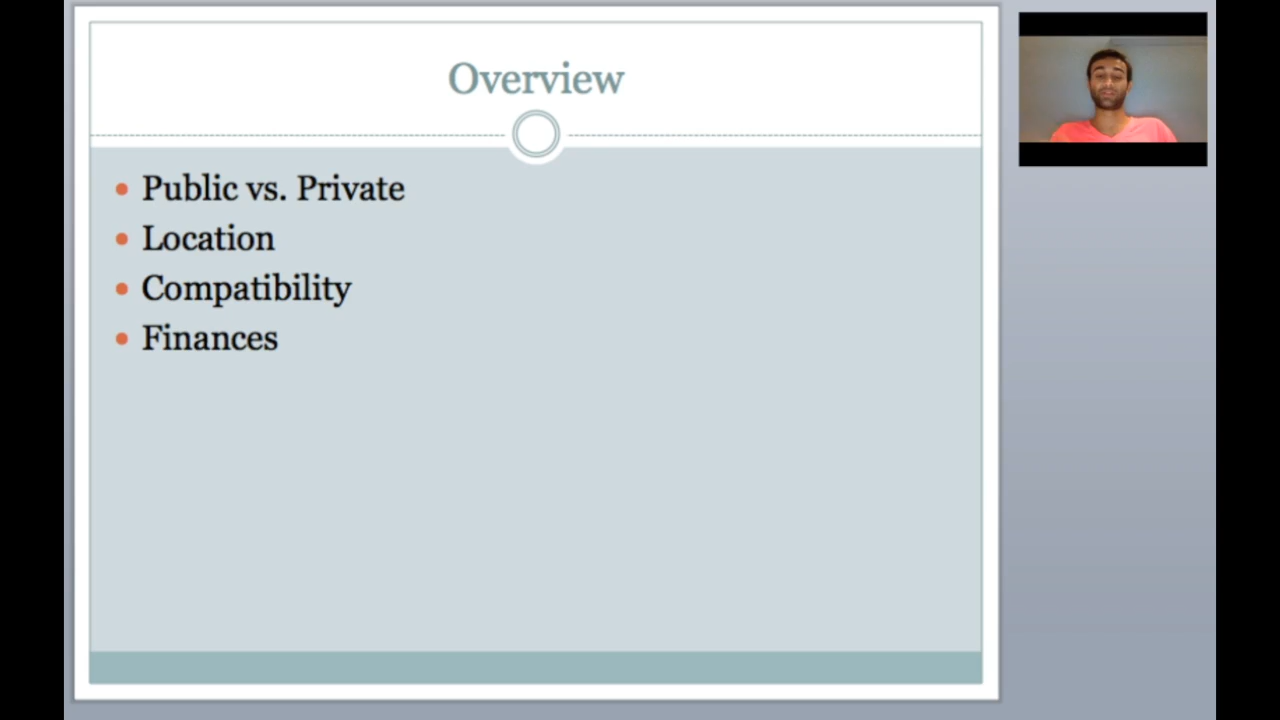 Overview
Public vs. Private
Location
Compatibility
Finances